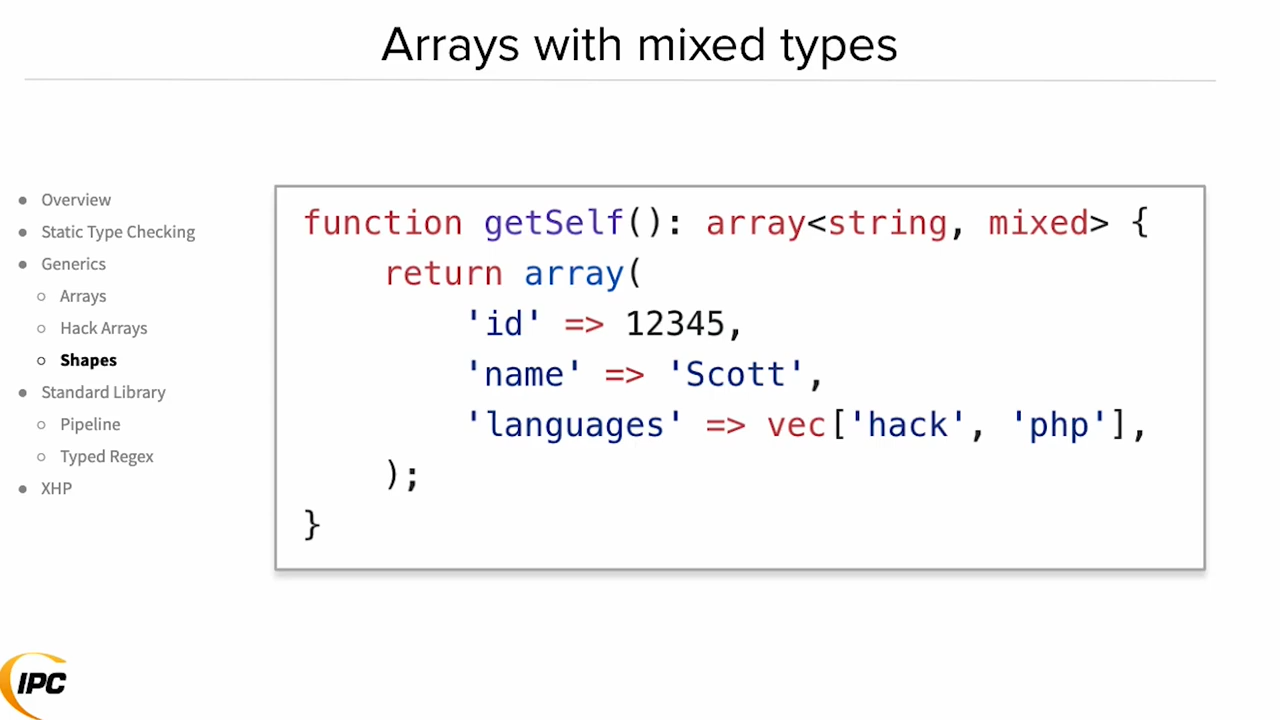 Arrays with mixed types
Overview
Static Type Checking
Generics
Arrays
Hack Arrays
Shapes
Standard Library
Pipeline
Typed Regex
XHP
function getSelf(): array<string, mixed> {
    return array(
        'id' => 12345,
        'name' => 'Scott',
        'languages' => vec['hack', 'php'],
    );
}
IPC